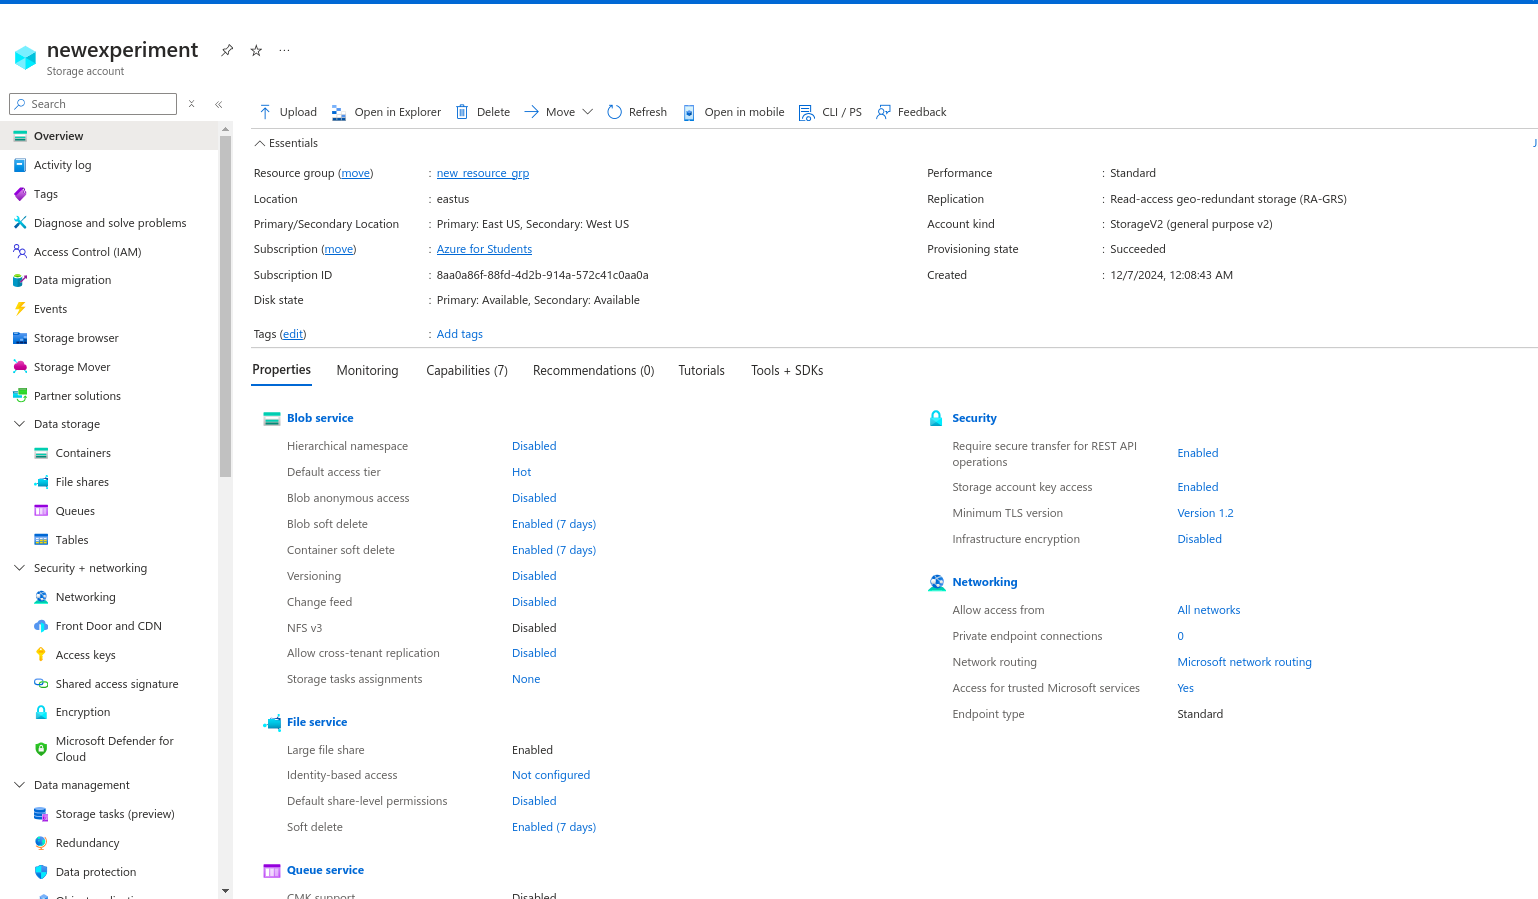 newexperiment
Storage account
Search
Overview
Activity log
Tags
Diagnose and solve problems
Access Control (IAM)
Data migration
Events
Storage browser
Storage Mover
Partner solutions
Data storage
Containers
File shares
Queues
Tables
Security + networking
Networking
Front Door and CDN
Access keys
Shared access signature
Encryption
Microsoft Defender for
Cloud
Data management
Storage tasks (preview)
Redundancy
Data protection
Upload Open in Explorer Delete Move Refresh Open in mobile CLI / PS Feedback
Essentials
J
Resource group (move) : new_resource_grp
Location : eastus
Primary/Secondary Location : Primary: East US, Secondary: West US
Subscription (move) : Azure for Students
Subscription ID : 8aa0a86f-88fd-4d2b-914a-572c41c0aa0a
Disk state : Primary: Available, Secondary: Available
Tags (edit) : Add tags
Performance : Standard
Replication : Read-access geo-redundant storage (RA-GRS)
Account kind : StorageV2 (general purpose v2)
Provisioning state : Succeeded
Created : 12/7/2024, 12:08:43 AM
Properties Monitoring Capabilities (7) Recommendations (0) Tutorials Tools + SDKs
Blob service
Hierarchical namespace Disabled
Default access tier Hot
Blob anonymous access Disabled
Blob soft delete Enabled (7 days)
Container soft delete Enabled (7 days)
Versioning Disabled
Change feed Disabled
NFS v3 Disabled
Allow cross-tenant replication Disabled
Storage tasks assignments None
File service
Large file share Enabled
Identity-based access Not configured
Default share-level permissions Disabled
Soft delete Enabled (7 days)
Queue service
CMK support Disabled
Security
Require secure transfer for REST API
operations Enabled
Storage account key access Enabled
Minimum TLS version Version 1.2
Infrastructure encryption Disabled
Networking
Allow access from All networks
Private endpoint connections 0
Network routing Microsoft network routing
Access for trusted Microsoft services Yes
Endpoint type Standard